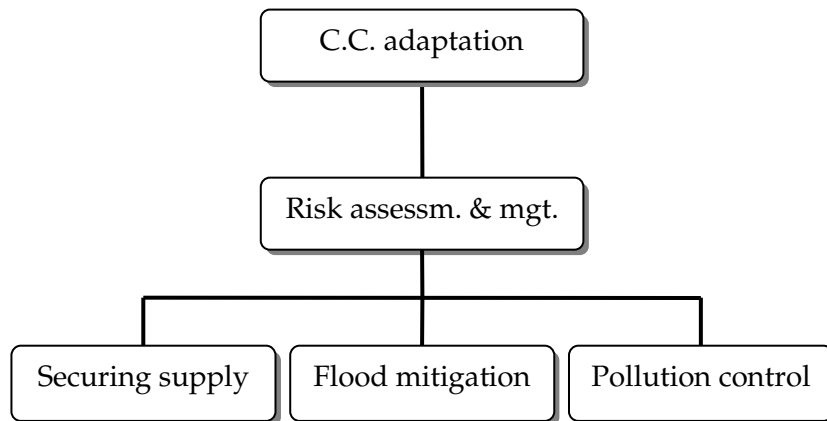 C.C. adaptation
Risk assessm. & mgt.
Securing supply
Flood mitigation
Pollution control